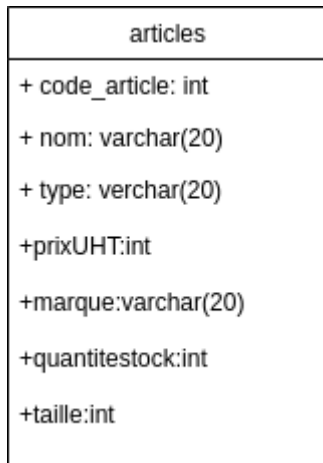 articles
+ code_article: int
+ nom: varchar(20)
+ type: verchar(20)
+prixUHT:int
+marque:varchar(20)
+quantitestock:int
+taille:int